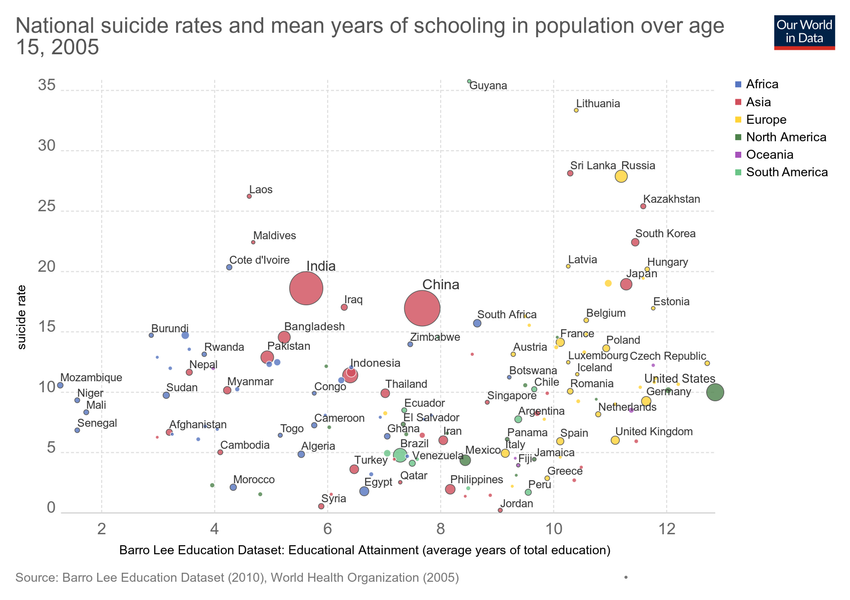 National suicide rates and mean years of schooling in population over age
15, 2005
Our World
in Data
35
30
25
20
15
10
5
0
suicide rate
2
4
6
8
10
12
Barro Lee Education Dataset: Educational Attainment (average years of total education)
Africa
Asia
Europe
North America
Oceania
South America
Guyana
Lithuania
Sri Lanka
Russia
Laos
Kazakhstan
Maldives
South Korea
Cote d'Ivoire
India
Latvia
Hungary
Japan
China
Iraq
Estonia
South Africa
Belgium
Burundi
Bangladesh
Zimbabwe
France
Rwanda
Pakistan
Austria
Poland
Luxembourg
Czech Republic
Nepal
Indonesia
Botswana
Iceland
Mozambique
Myanmar
Thailand
Chile
Romania
United States
Niger
Sudan
Congo
Singapore
Germany
Mali
Ecuador
Argentina
Netherlands
Senegal
Afghanistan
Togo
Cameroon
El Salvador
Ghana
Iran
Panama
Spain
United Kingdom
Cambodia
Algeria
Brazil
Venezuela
Mexico
Italy
Fiji
Jamaica
Turkey
Qatar
Greece
Morocco
Egypt
Philippines
Peru
Syria
Jordan
Source: Barro Lee Education Dataset (2010), World Health Organization (2005)